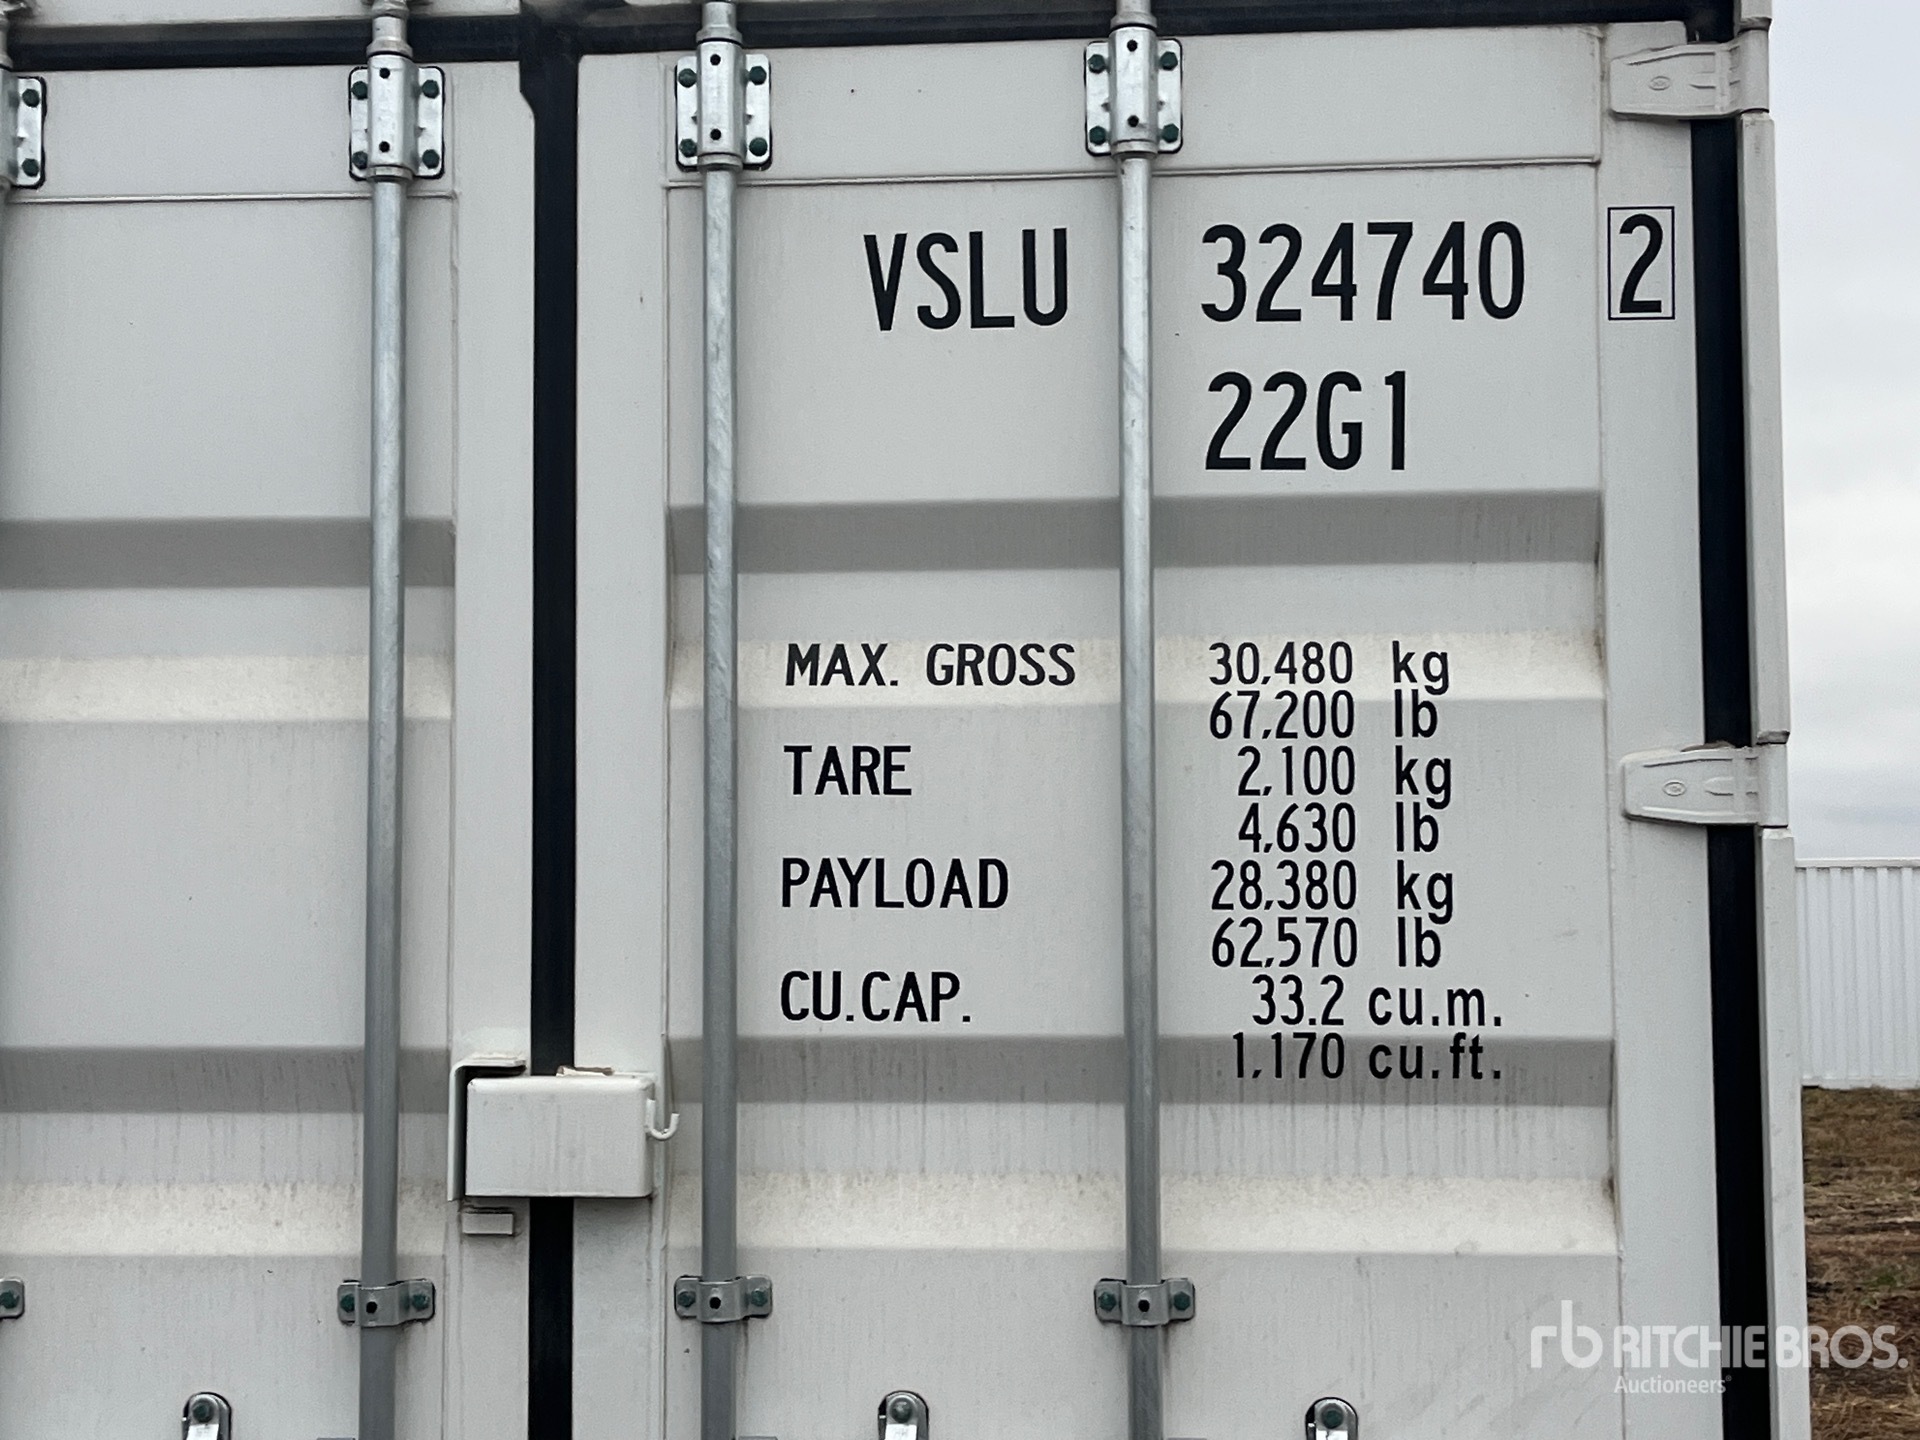 VSLU 324740 2
22G1
MAX. GROSS 30,480 kg
67,200 lb
TARE 2,100 kg
4,630 lb
PAYLOAD 28,380 kg
62,570 lb
CU.CAP. 33.2 cu.m.
1,170 cu.ft.
rb RITCHIE BROS.
Auctioneers®